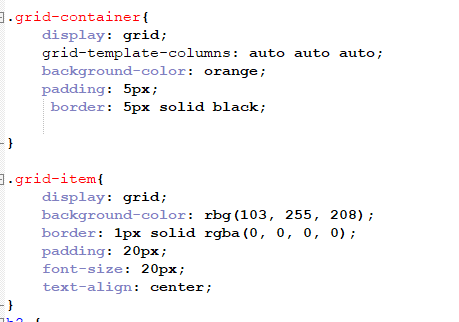 .grid-container{
display: grid;
grid-template-columns: auto auto auto;
background-color: orange;
padding: 5px;
border: 5px solid black;
}
.grid-item{
display: grid;
background-color: rbg(103, 255, 208);
border: 1px solid rgba(0, 0, 0, 0);
padding: 20px;
font-size: 20px;
text-align: center;
}